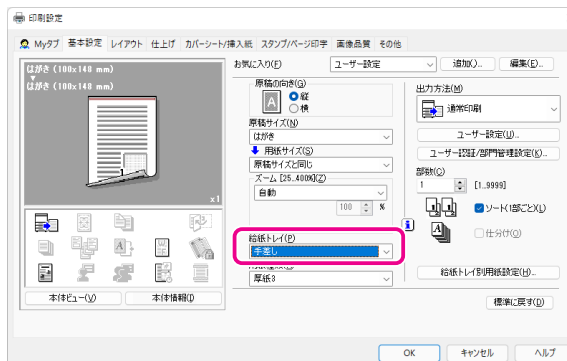 印刷設定
Myタブ 基本設定 レイアウト 仕上げ カバーシート/挿入紙 スタンプ/ページ印字 画像品質 その他
はがき (100x148 mm)
はがき (100x148 mm)
1
x1
本体ビュー(V) 本体情報(I)
お気に入り(F) ユーザー設定 追加(X)... 編集(E)...
原稿の向き(G)
A
縦
横
原稿サイズ(N)
はがき
用紙サイズ(S)
原稿サイズと同じ
ズーム [25..400%](Z)
自動
100 %
給紙トレイ(P)
手差し
厚紙3
出力方法(M)
通常印刷
ユーザー設定(U)...
ユーザー認証/部門管理設定(K)...
部数(C)
1 [1..9999]
ソート(1部ごと)(L)
仕分け(O)
給紙トレイ別用紙設定(H)...
標準に戻す(D)
OK キャンセル ヘルプ